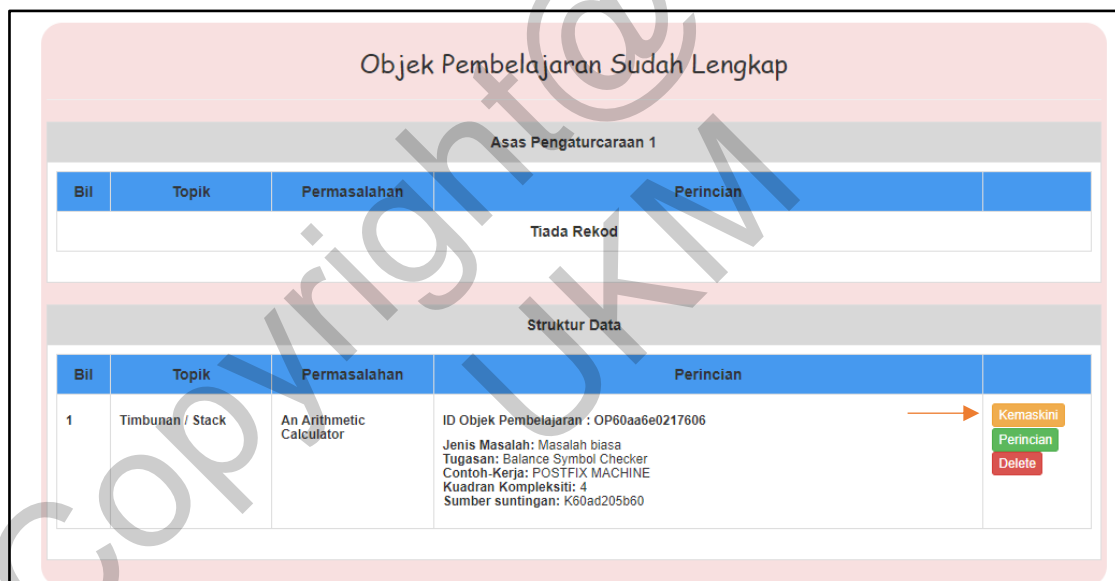 Objek Pembelajaran Sudah Lengkap
Asas Pengaturcaraan 1
Bil Topik Permasalahan Perincian
Tiada Rekod
Struktur Data
Bil Topik Permasalahan Perincian
1 Timbunan / Stack An Arithmetic Calculator ID Objek Pembelajaran : OP60aa6e0217606
Jenis Masalah: Masalah biasa
Tugasan: Balance Symbol Checker
Contoh-Kerja: POSTFIX MACHINE
Kuadran Kompleksiti: 4
Sumber suntingan: K60ad205b60
Kemaskini
Perincian
Delete
Copyright@
UKM